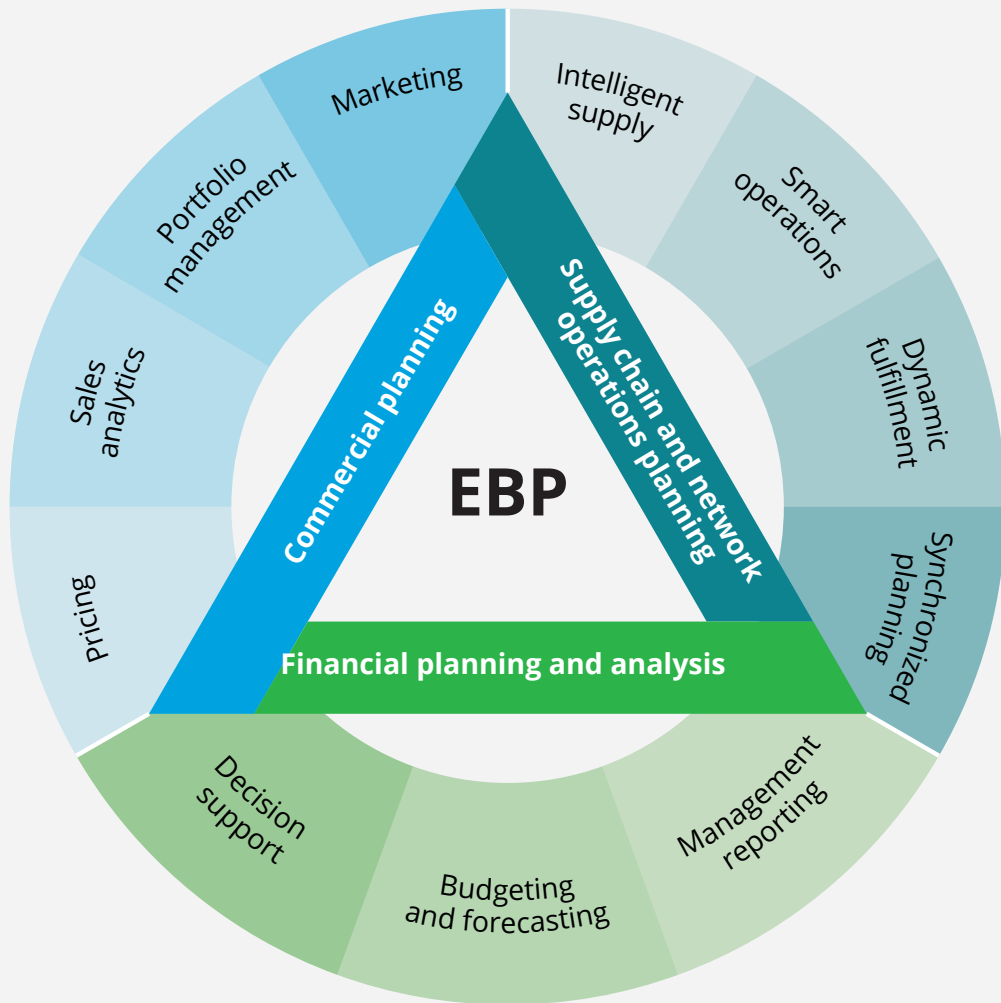 Marketing
Intelligent
supply
Portfolio
management
Smart
operations
Sales
analytics
Dynamic
fulfillment
Commercial planning
Supply chain and network
operations planning
EBP
Pricing
Synchronized
planning
Financial planning and analysis
Decision
support
Management
reporting
Budgeting
and forecasting